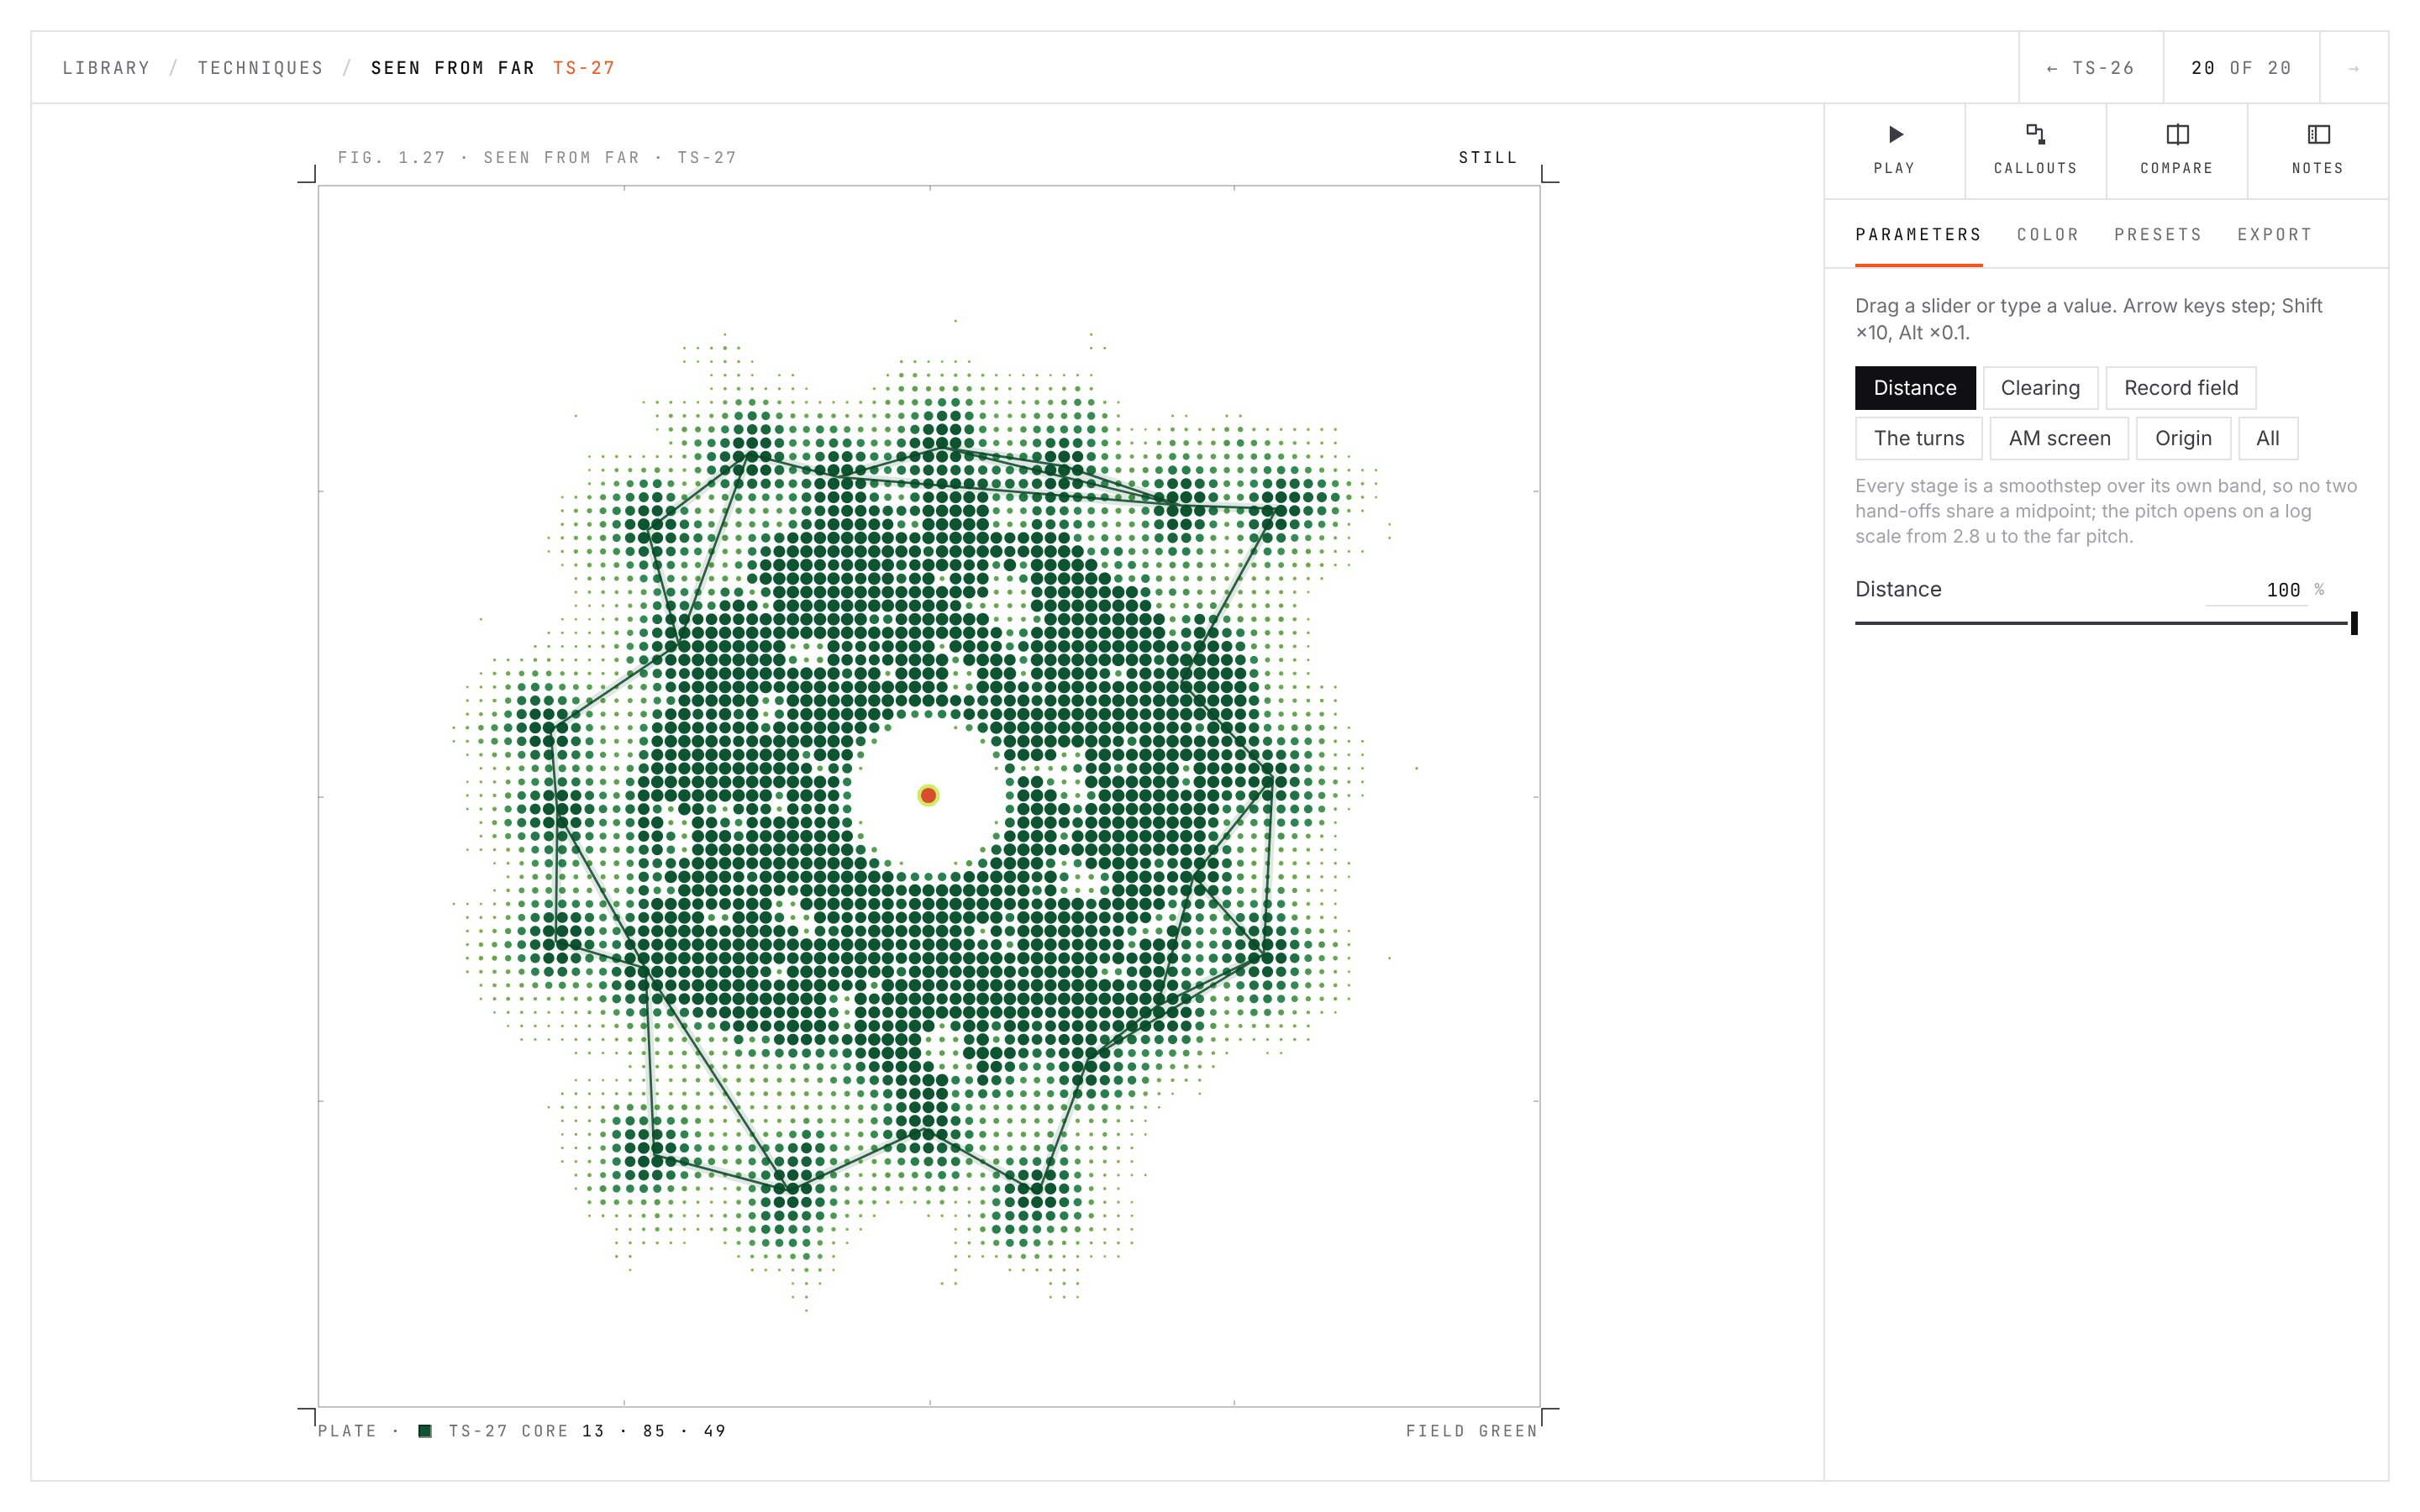 LIBRARY / TECHNIQUES / SEEN FROM FAR TS-27
← TS-26
20 OF 20
→
FIG. 1.27 · SEEN FROM FAR · TS-27
STILL
PLAY
CALLOUTS
COMPARE
NOTES
PARAMETERS
COLOR
PRESETS
EXPORT
Drag a slider or type a value. Arrow keys step; Shift
×10, Alt ×0.1.
Distance
Clearing
Record field
The turns
AM screen
Origin
All
Every stage is a smoothstep over its own band, so no two
hand-offs share a midpoint; the pitch opens on a log
scale from 2.8 u to the far pitch.
Distance 100 %
PLATE · TS-27 CORE 13 · 85 · 49
FIELD GREEN